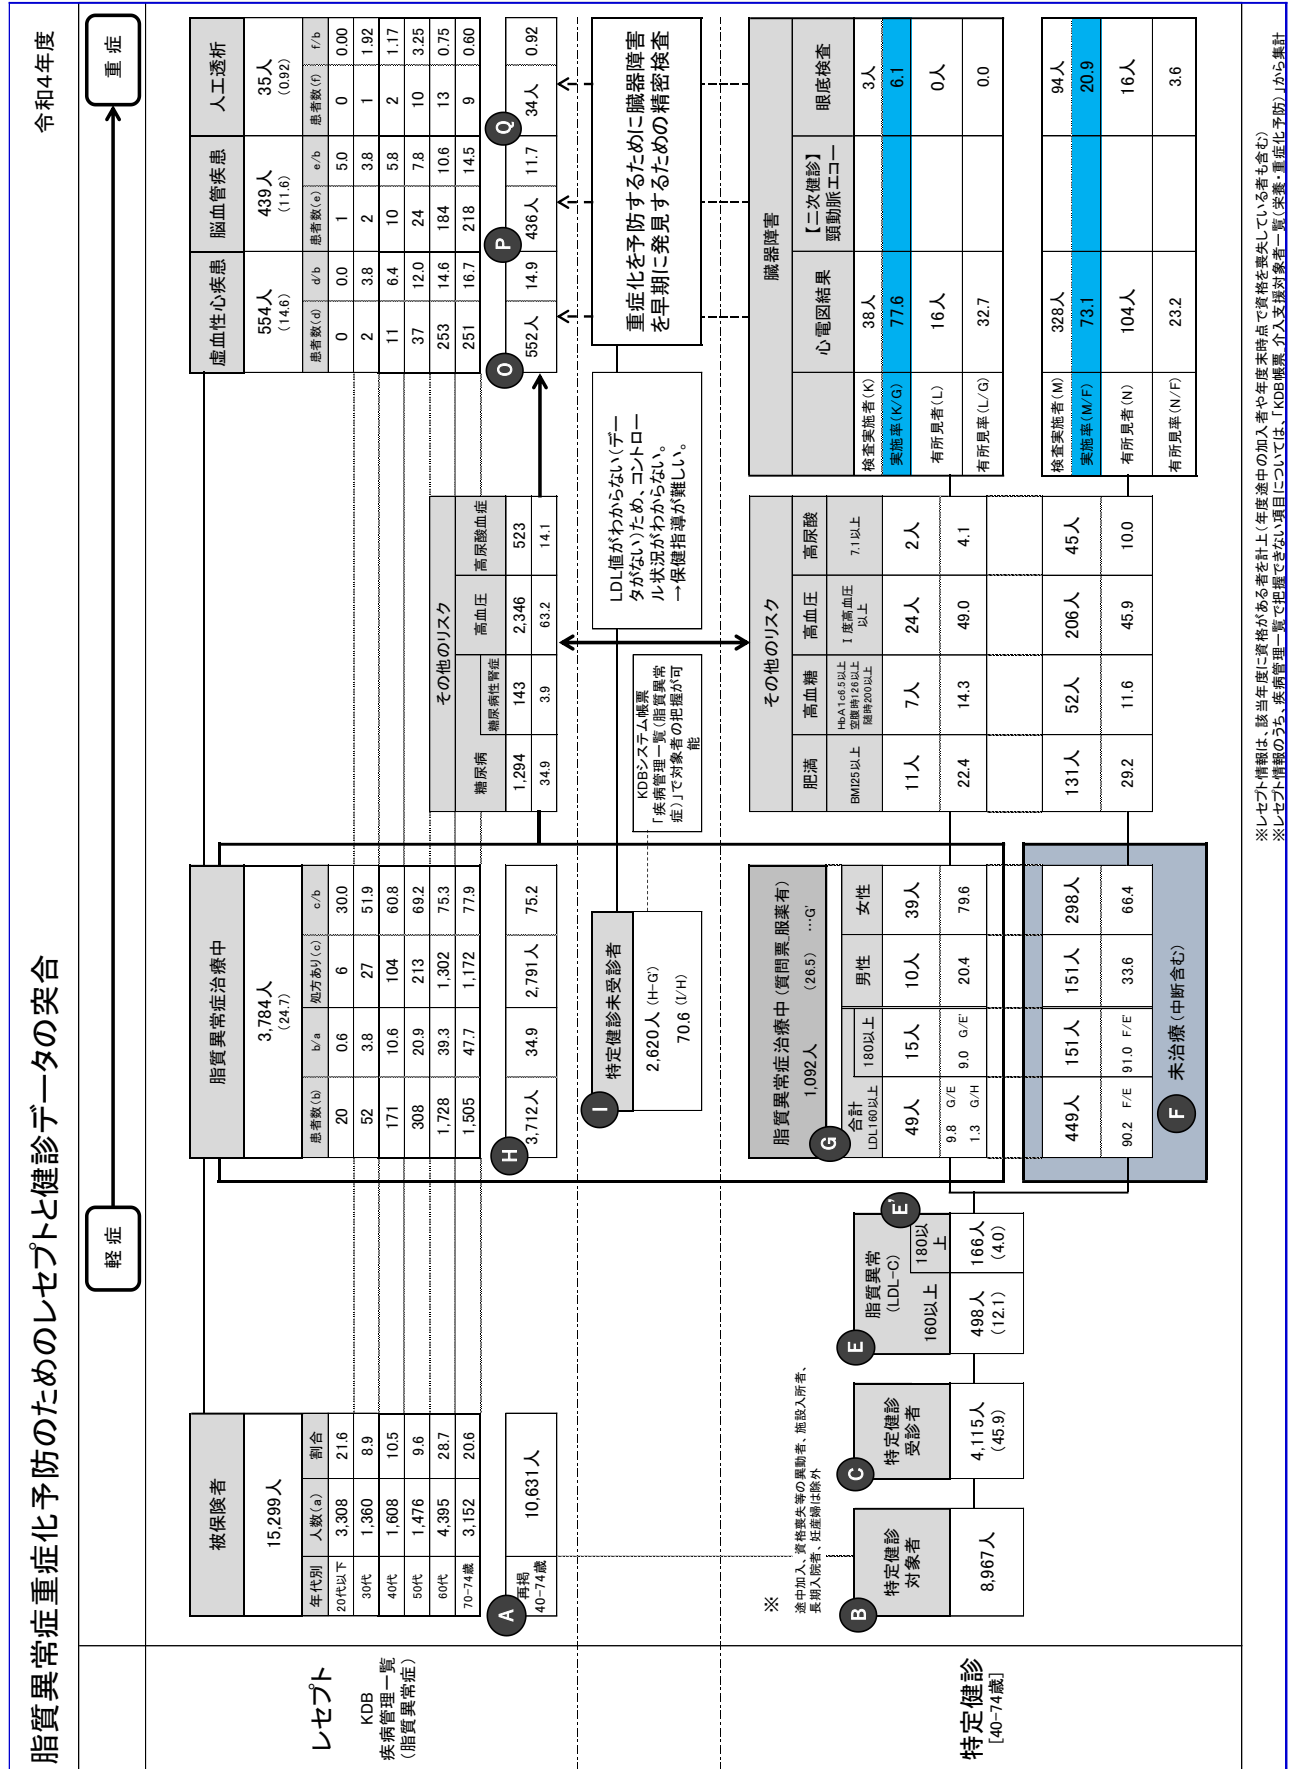 脂質異常症重症化予防のためのレセプトと健診データの突合
令和4年度
軽症
重症
レセプト
KDB
疾病管理一覧
（脂質異常症）
被保険者
15,299人
年代別 人数(a) 割合
20代以下 3,308 21.6
30代 1,360 8.9
40代 1,608 10.5
50代 1,476 9.6
60代 4,395 28.7
70-74歳 3,152 20.6
A
再掲
40-74歳
10,631人
脂質異常症治療中
3,784人
(24.7)
患者数(b) b/a 処方あり(c) c/b
20 0.6 6 30.0
52 3.8 27 51.9
171 10.6 104 60.8
308 20.9 213 69.2
1,728 39.3 1,302 75.3
1,505 47.7 1,172 77.9
H
3,712人 34.9 2,791人 75.2
その他のリスク
糖尿病 糖尿病性腎症 高血圧 高尿酸血症
1,294 143 2,346 523
34.9 3.9 63.2 14.1
虚血性心疾患 脳血管疾患 人工透析
554人 439人 35人
(14.6) (11.6) (0.92)
患者数(d) d/b 患者数(e) e/b 患者数(f) f/b
0 0.0 1 5.0 0 0.00
2 3.8 2 3.8 1 1.92
11 6.4 10 5.8 2 1.17
37 12.0 24 7.8 10 3.25
253 14.6 184 10.6 13 0.75
251 16.7 218 14.5 9 0.60
O P Q
552人 14.9 436人 11.7 34人 0.92
I
特定健診未受診者
2,620人 (H-G')
70.6 (I/H)
KDBシステム帳票
「疾病管理一覧（脂質異常
症）」で対象者の把握が可
能
LDL値がわからない（デー
タがない）ため、コントロー
ル状況がわからない。
→保健指導が難しい。
重症化を予防するために臓器障害
を早期に発見するための精密検査
特定健診
[40-74歳]
※
途中加入、資格喪失等の異動者、施設入所者、
長期入院者、妊産婦は除外
B
特定健診
対象者
8,967人
C
特定健診
受診者
4,115人
(45.9)
E
脂質異常
(LDL-C)
E'
160以上 180以
上
498人 166人
(12.1) (4.0)
脂質異常症治療中（質問票_服薬有）
1,092人 (26.5) …G'
G
合計
LDL160以上
180以上 男性 女性
49人 15人 10人 39人
9.8 G/E 9.0 G/E' 20.4 79.6
1.3 G/H
449人 151人 151人 298人
90.2 F/E 91.0 F/E' 33.6 66.4
F
未治療（中断含む）
その他のリスク
肥満 高血糖 高血圧 高尿酸
BMI25以上 HbA1c6.5以上
空腹時126以上
随時200以上
Ⅰ度高血圧
以上
7.1以上
11人 7人 24人 2人
22.4 14.3 49.0 4.1
131人 52人 206人 45人
29.2 11.6 45.9 10.0
臓器障害
心電図結果 【二次健診】
頸動脈エコー
眼底検査
検査実施者(K) 38人 3人
実施率(K/G) 77.6 6.1
有所見者(L) 16人 0人
有所見率(L/G) 32.7 0.0
検査実施者(M) 328人 94人
実施率(M/F) 73.1 20.9
有所見者(N) 104人 16人
有所見率(N/F) 23.2 3.6
※レセプト情報は、該当年度に資格がある者を計上（年度途中の加入者や年度末時点で資格を喪失している者も含む）
※レセプト情報のうち、疾病管理一覧で把握できない項目については、「KDB帳票_介入支援対象者一覧（栄養・重症化予防）」から集計